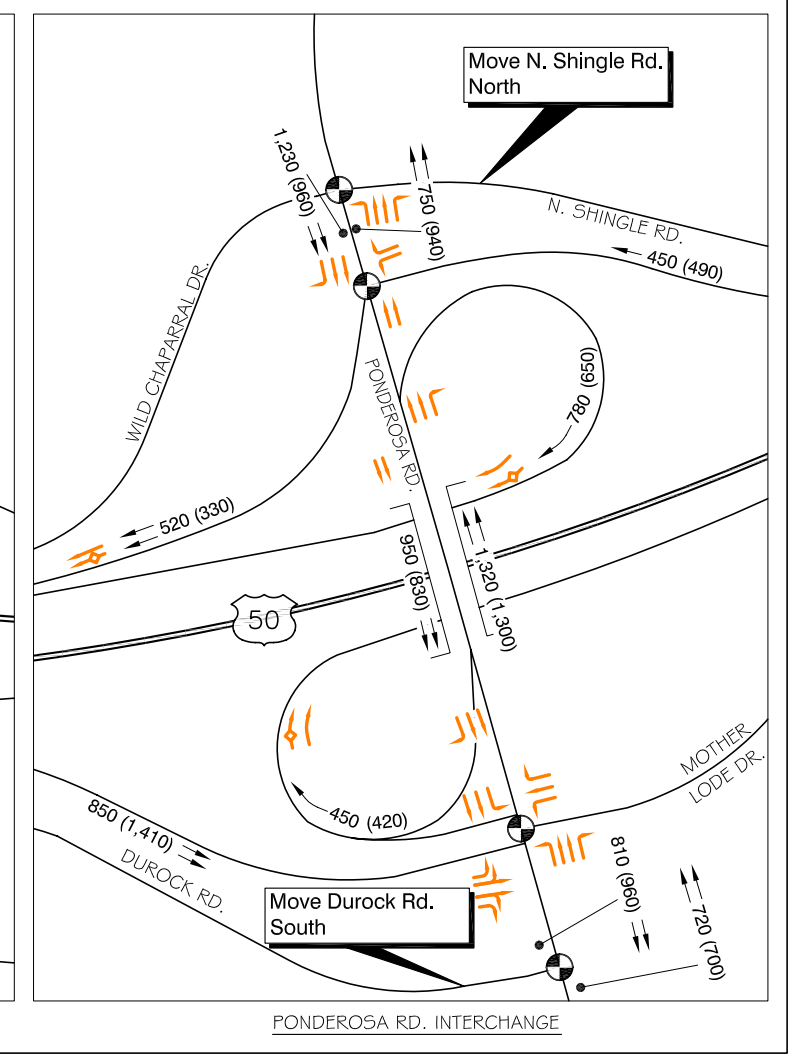 Move N. Shingle Rd.
North
1,230 (960)
750 (940)
N. SHINGLE RD.
450 (490)
WILD CHAPARRAL DR.
PONDEROSA RD.
780 (650)
520 (330)
950 (830)
1,320 (1,300)
50
MOTHER
LODE DR.
450 (420)
850 (1,410)
DUROCK RD.
810 (960)
720 (700)
Move Durock Rd.
South
PONDEROSA RD. INTERCHANGE